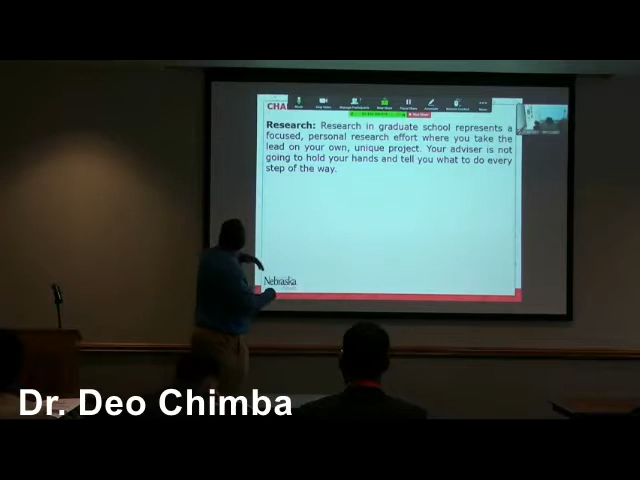 CHA
Research: Research in graduate school represents a
focused, personal research effort where you take the
lead on your own, unique project. Your adviser is not
going to hold your hands and tell you what to do every
step of the way.
Nebraska
Dr. Deo Chimba